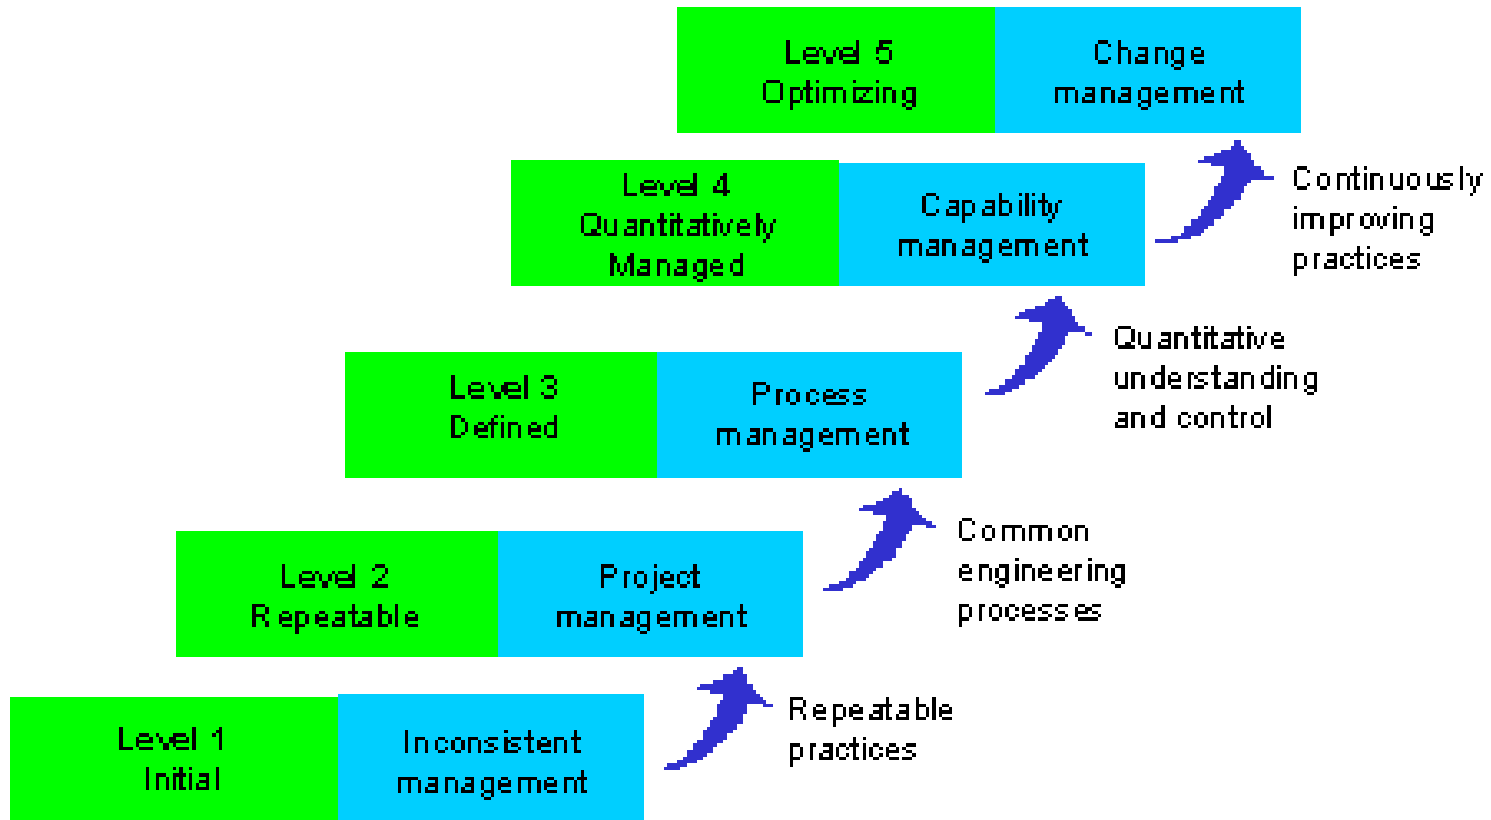 Level 5
Optimizing
Change
management
Level 4
Quantitatively
Managed
Capability
management
Continuously
improving
practices
Level 3
Defined
Process
management
Quantitative
understanding
and control
Level 2
Repeatable
Project
management
Common
engineering
processes
Level 1
Initial
Inconsistent
management
Repeatable
practices